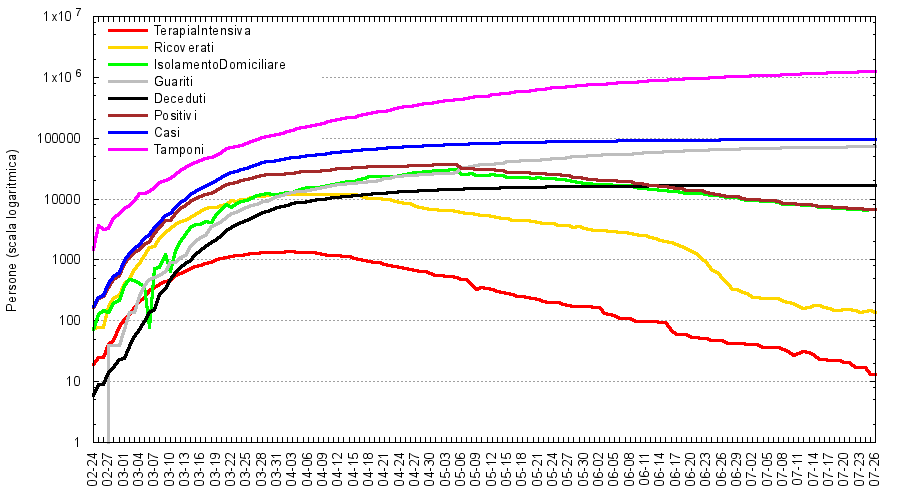 1x10^7
TerapiaIntensiva
Ricoverati
IsolamentoDomiciliare
1x10^6
Guariti
Deceduti
Positivi
Casi
100000
Tamponi
10000
1000
100
10
1
Persone (scala logaritmica)
02-24 02-27 03-01 03-04 03-07 03-10 03-13 03-16 03-19 03-22 03-25 03-28 03-31 04-03 04-06 04-09 04-12 04-15 04-18 04-21 04-24 04-27 04-30 05-03 05-06 05-09 05-12 05-15 05-18 05-21 05-24 05-27 05-30 06-02 06-05 06-08 06-11 06-14 06-17 06-20 06-23 06-26 06-29 07-02 07-05 07-08 07-11 07-14 07-17 07-20 07-23 07-26